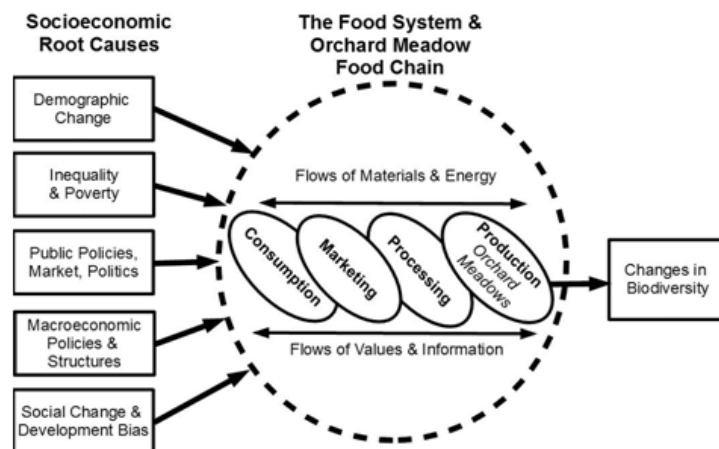 Socioeconomic
Root Causes
The Food System &
Orchard Meadow
Food Chain
Demographic
Change
Inequality
& Poverty
Public Policies,
Market, Politics
Macroeconomic
Policies &
Structures
Social Change &
Development Bias
Flows of Materials & Energy
Consumption
Marketing
Processing
Production
Orchard
Meadows
Flows of Values & Information
Changes in
Biodiversity